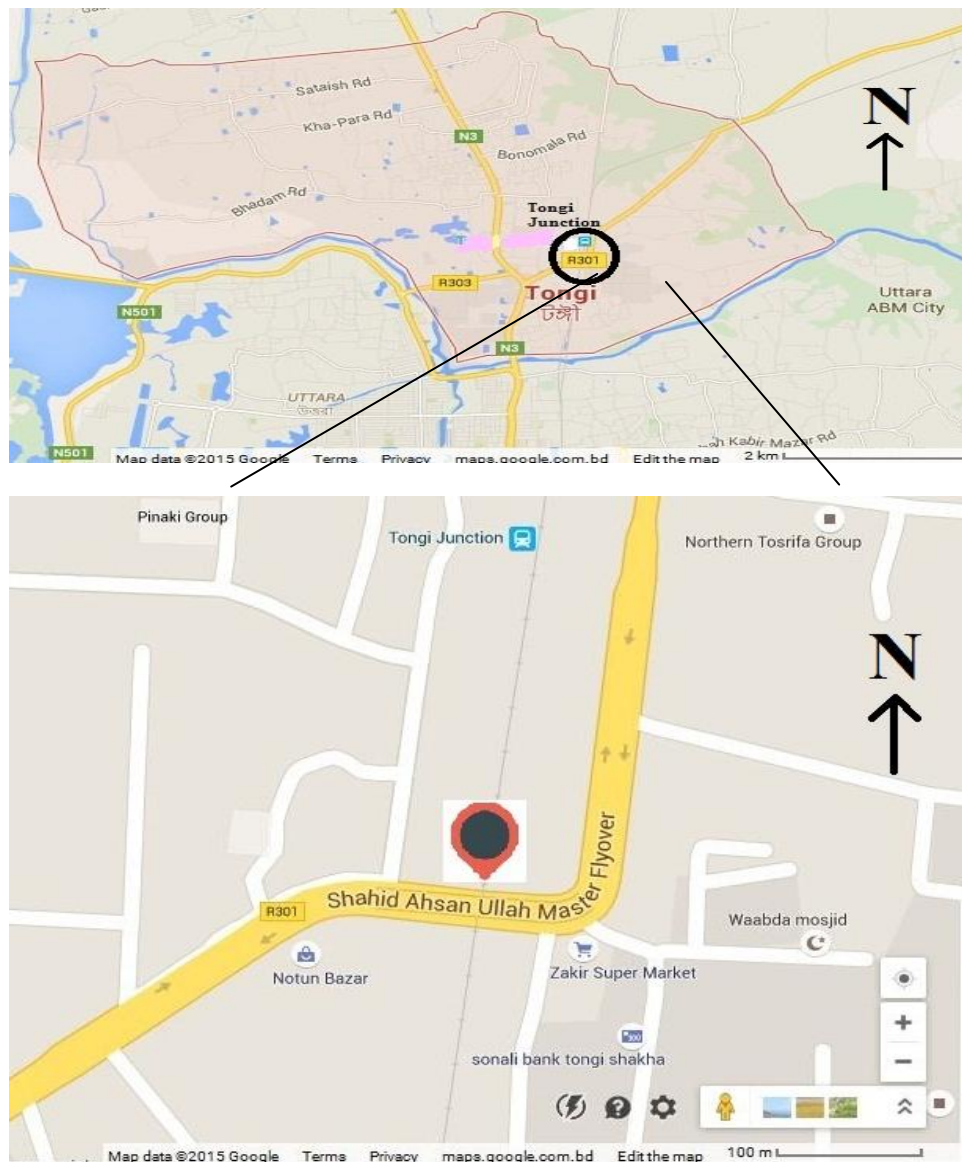 Sataish Rd
Kha-Para Rd
N3
Bonomala Rd
N
Bhadam Rd
Tongi
Junction
R301
R303
Tongi
টঙ্গী
Uttara
ABM City
N501
N3
UTTARA
উত্তরা
Kabir Mazar Rd
N501
Map data ©2015 Google Terms Privacy maps.google.com.bd Edit the map 2 km
Pinaki Group
Tongi Junction
Northern Tosrifa Group
N
Shahid Ahsan Ullah Master Flyover
R301
Waabda mosjid
Notun Bazar
Zakir Super Market
sonali bank tongi shakha
Map data ©2015 Google Terms Privacy maps.google.com.bd Edit the map 100 m